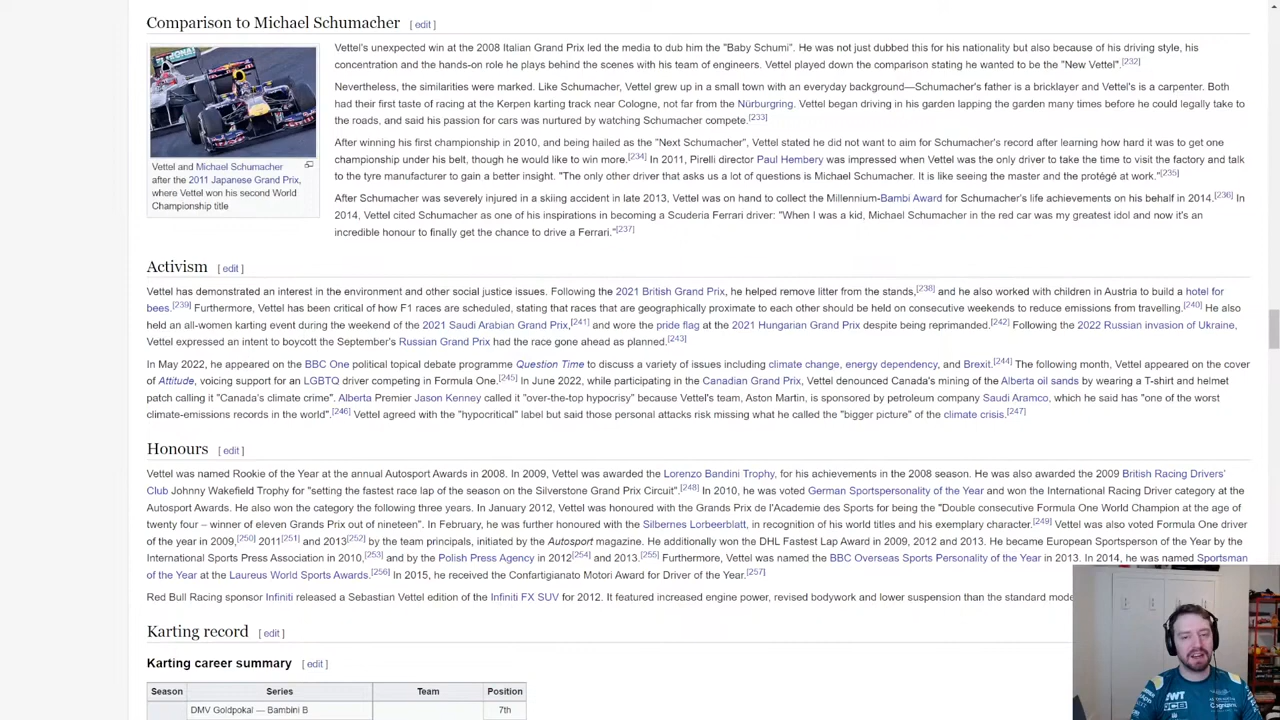 Comparison to Michael Schumacher [ edit ]
Vettel and Michael Schumacher
after the 2011 Japanese Grand Prix,
where Vettel won his second World
Championship title
Vettel's unexpected win at the 2008 Italian Grand Prix led the media to dub him the "Baby Schumi". He was not just dubbed this for his nationality but also because of his driving style, his
concentration and the hands-on role he plays behind the scenes with his team of engineers. Vettel played down the comparison stating he wanted to be the "New Vettel".[232]
Nevertheless, the similarities were marked. Like Schumacher, Vettel grew up in a small town with an everyday background—Schumacher's father is a bricklayer and Vettel's is a carpenter. Both
had their first taste of racing at the Kerpen karting track near Cologne, not far from the Nürburgring. Vettel began driving in his garden lapping the garden many times before he could legally take to
the roads, and said his passion for cars was nurtured by watching Schumacher compete.[233]
After winning his first championship in 2010, and being hailed as the "Next Schumacher", Vettel stated he did not want to aim for Schumacher's record after learning how hard it was to get one
championship under his belt, though he would like to win more.[234] In 2011, Pirelli director Paul Hembery was impressed when Vettel was the only driver to take the time to visit the factory and talk
to the tyre manufacturer to gain a better insight. "The only other driver that asks us a lot of questions is Michael Schumacher. It is like seeing the master and the protégé at work."[235]
After Schumacher was severely injured in a skiing accident in late 2013, Vettel was on hand to collect the Millennium-Bambi Award for Schumacher's life achievements on his behalf in 2014.[236] In
2014, Vettel cited Schumacher as one of his inspirations in becoming a Scuderia Ferrari driver: "When I was a kid, Michael Schumacher in the red car was my greatest idol and now it's an
incredible honour to finally get the chance to drive a Ferrari."[237]
Activism [ edit ]
Vettel has demonstrated an interest in the environment and other social justice issues. Following the 2021 British Grand Prix, he helped remove litter from the stands,[238] and he also worked with children in Austria to build a hotel for
bees.[239] Furthermore, Vettel has been critical of how F1 races are scheduled, stating that races that are geographically proximate to each other should be held on consecutive weekends to reduce emissions from travelling.[240] He also
held an all-women karting event during the weekend of the 2021 Saudi Arabian Grand Prix,[241] and wore the pride flag at the 2021 Hungarian Grand Prix despite being reprimanded.[242] Following the 2022 Russian invasion of Ukraine,
Vettel expressed an intent to boycott the September's Russian Grand Prix had the race gone ahead as planned.[243]
In May 2022, he appeared on the BBC One political topical debate programme Question Time to discuss a variety of issues including climate change, energy dependency, and Brexit.[244] The following month, Vettel appeared on the cover
of Attitude, voicing support for an LGBTQ driver competing in Formula One.[245] In June 2022, while participating in the Canadian Grand Prix, Vettel denounced Canada's mining of the Alberta oil sands by wearing a T-shirt and helmet
patch calling it "Canada's climate crime". Alberta Premier Jason Kenney called it "over-the-top hypocrisy" because Vettel's team, Aston Martin, is sponsored by petroleum company Saudi Aramco, which he said has "one of the worst
climate-emissions records in the world".[246] Vettel agreed with the "hypocritical" label but said those personal attacks risk missing what he called the "bigger picture" of the climate crisis.[247]
Honours [ edit ]
Vettel was named Rookie of the Year at the annual Autosport Awards in 2008. In 2009, Vettel was awarded the Lorenzo Bandini Trophy, for his achievements in the 2008 season. He was also awarded the 2009 British Racing Drivers'
Club Johnny Wakefield Trophy for "setting the fastest race lap of the season on the Silverstone Grand Prix Circuit".[248] In 2010, he was voted German Sportspersonality of the Year and won the International Racing Driver category at the
Autosport Awards. He also won the category the following three years. In January 2012, Vettel was honoured with the Grands Prix de l'Academie des Sports for being the "Double consecutive Formula One World Champion at the age of
twenty four – winner of eleven Grands Prix out of nineteen". In February, he was further honoured with the Silbernes Lorbeerblatt, in recognition of his world titles and his exemplary character.[249] Vettel was also voted Formula One driver
of the year in 2009,[250] 2011[251] and 2013[252] by the team principals, initiated by the Autosport magazine. He additionally won the DHL Fastest Lap Award in 2009, 2012 and 2013. He became European Sportsperson of the Year by the
International Sports Press Association in 2010,[253] and by the Polish Press Agency in 2012[254] and 2013.[255] Furthermore, Vettel was named the BBC Overseas Sports Personality of the Year in 2013. In 2014, he was named Sportsman
of the Year at the Laureus World Sports Awards.[256] In 2015, he received the Confartigianato Motori Award for Driver of the Year.[257]
Red Bull Racing sponsor Infiniti released a Sebastian Vettel edition of the Infiniti FX SUV for 2012. It featured increased engine power, revised bodywork and lower suspension than the standard mode
Karting record [ edit ]
Karting career summary [ edit ]
Season Series Team Position
DMV Goldpokal — Bambini B 7th